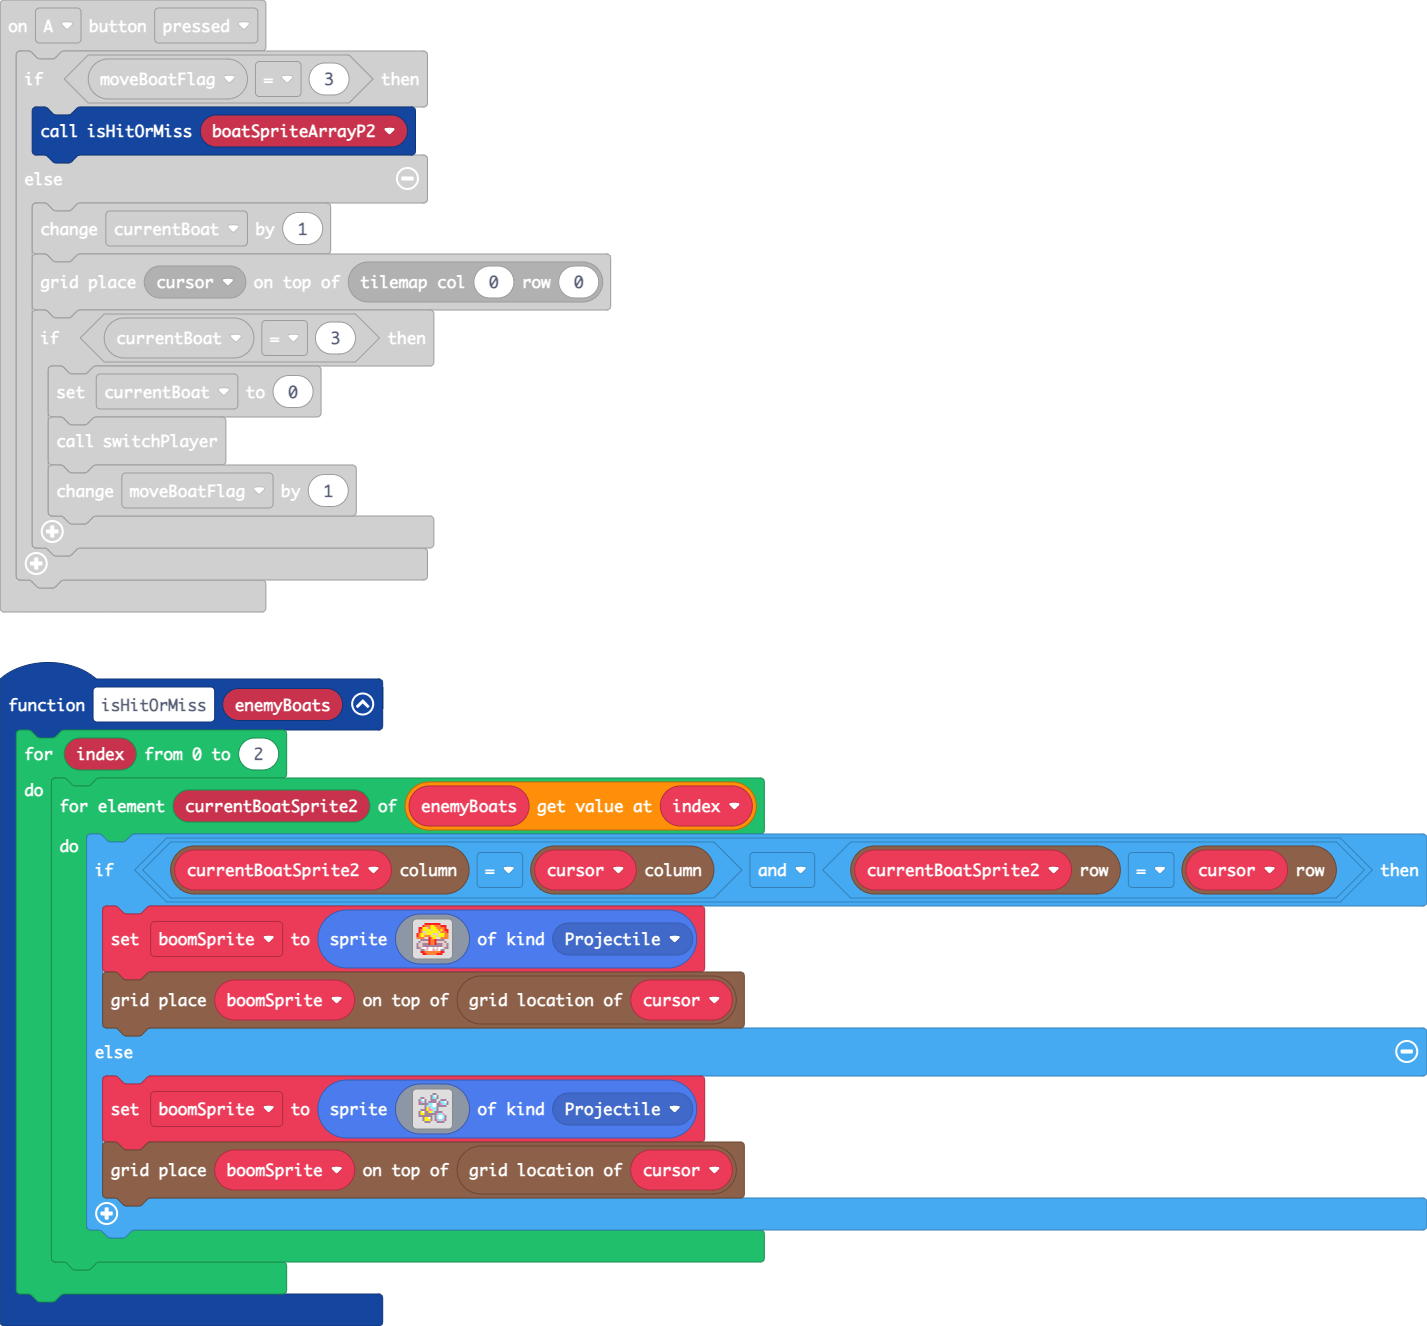 on A button pressed
if moveBoatFlag = 3 then
call isHitOrMiss boatSpriteArrayP2
else
change currentBoat by 1
grid place cursor on top of tilemap col 0 row 0
if currentBoat = 3 then
set currentBoat to 0
call switchPlayer
change moveBoatFlag by 1
function isHitOrMiss enemyBoats
for index from 0 to 2
do
for element currentBoatSprite2 of enemyBoats get value at index
do
if currentBoatSprite2 column = cursor column and currentBoatSprite2 row = cursor row then
set boomSprite to sprite of kind Projectile
grid place boomSprite on top of grid location of cursor
else
set boomSprite to sprite of kind Projectile
grid place boomSprite on top of grid location of cursor